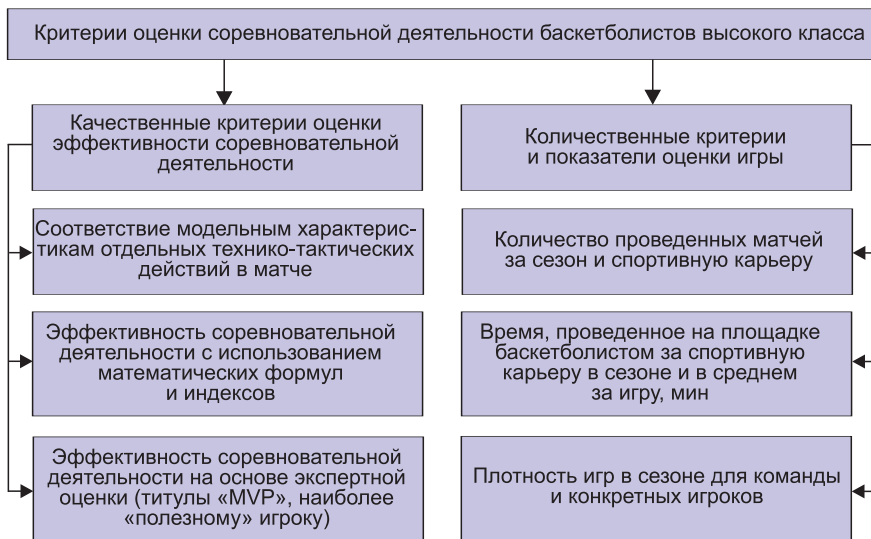 Критерии оценки соревновательной деятельности баскетболистов высокого класса
Качественные критерии оценки
эффективности соревновательной
деятельности
Количественные критерии
и показатели оценки игры
Соответствие модельным характерис-
тикам отдельных технико-тактических
действий в матче
Количество проведенных матчей
за сезон и спортивную карьеру
Эффективность соревновательной
деятельности с использованием
математических формул
и индексов
Время, проведенное на площадке
баскетболистом за спортивную
карьеру в сезоне и в среднем
за игру, мин
Эффективность соревновательной
деятельности на основе экспертной
оценки (титулы «MVP», наиболее
«полезному» игроку)
Плотность игр в сезоне для команды
и конкретных игроков